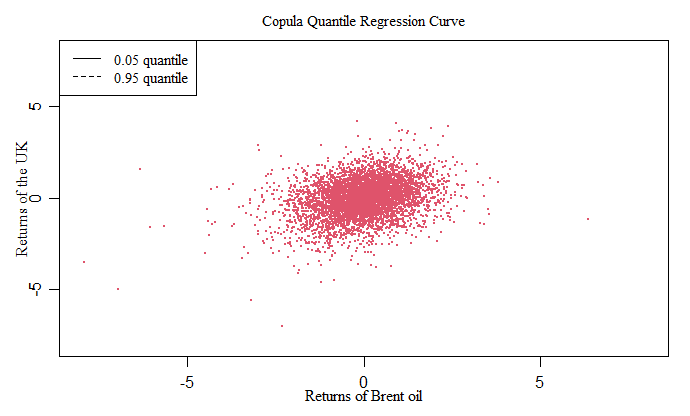 Copula Quantile Regression Curve
0.05 quantile
0.95 quantile
Returns of the UK
5
0
-5
-5
0
5
Returns of Brent oil